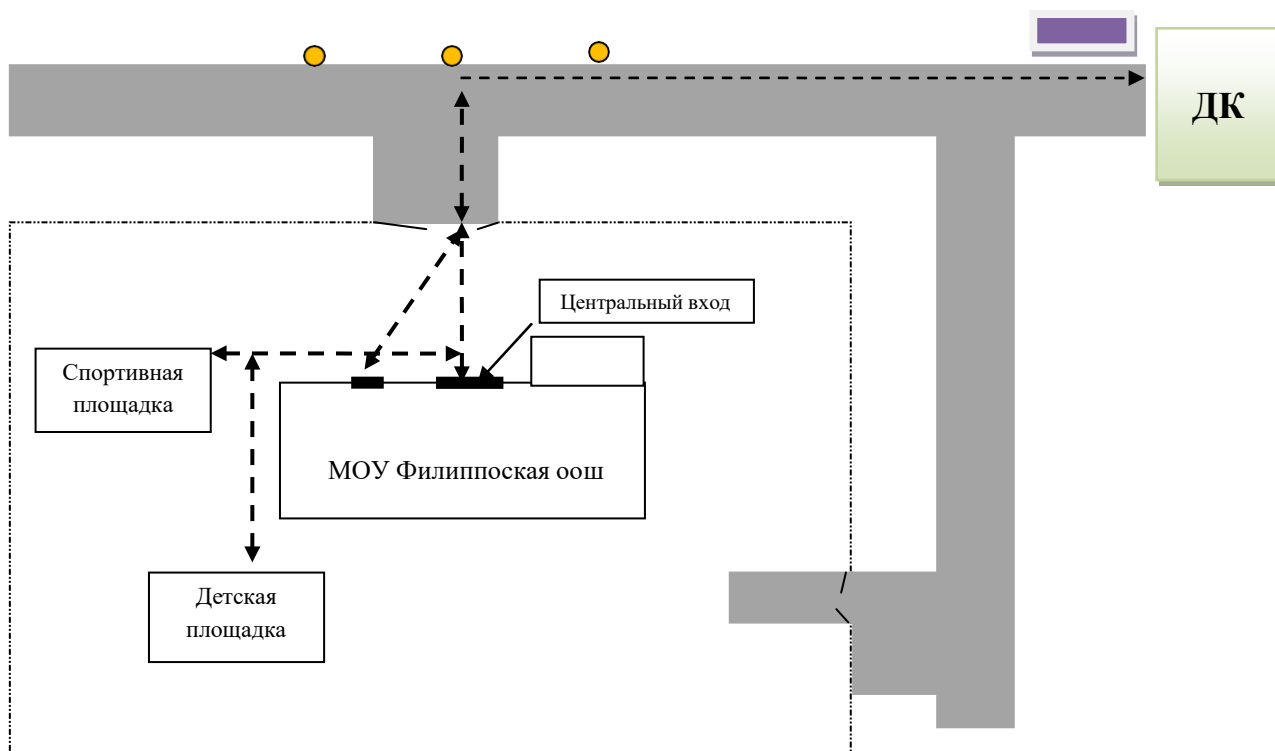 ДК
Центральный вход
Спортивная
площадка
МОУ Филиппоская оош
Детская
площадка